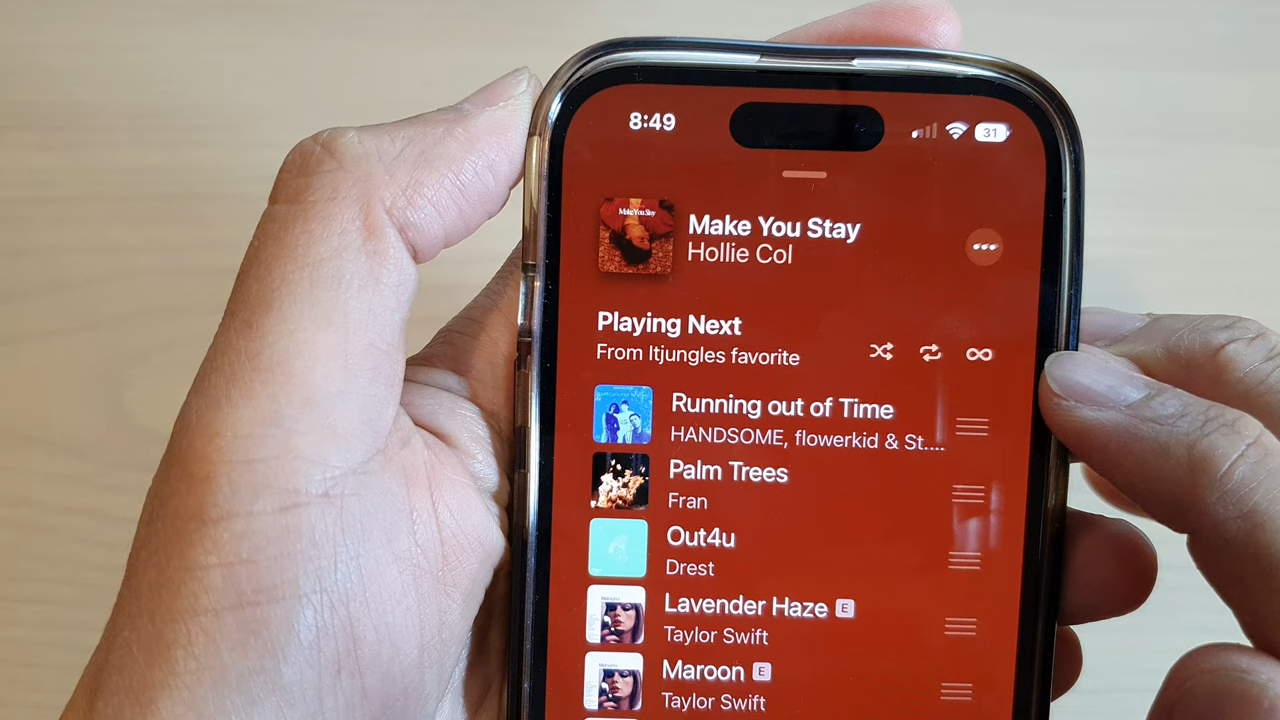 8:49
31
Make You Stay
Make You Stay
Hollie Col
Playing Next
From Itjungles favorite
Running out of Time
HANDSOME, flowerkid & St....
Palm Trees
Fran
Out4u
Drest
Lavender Haze E
Taylor Swift
Maroon E
Taylor Swift